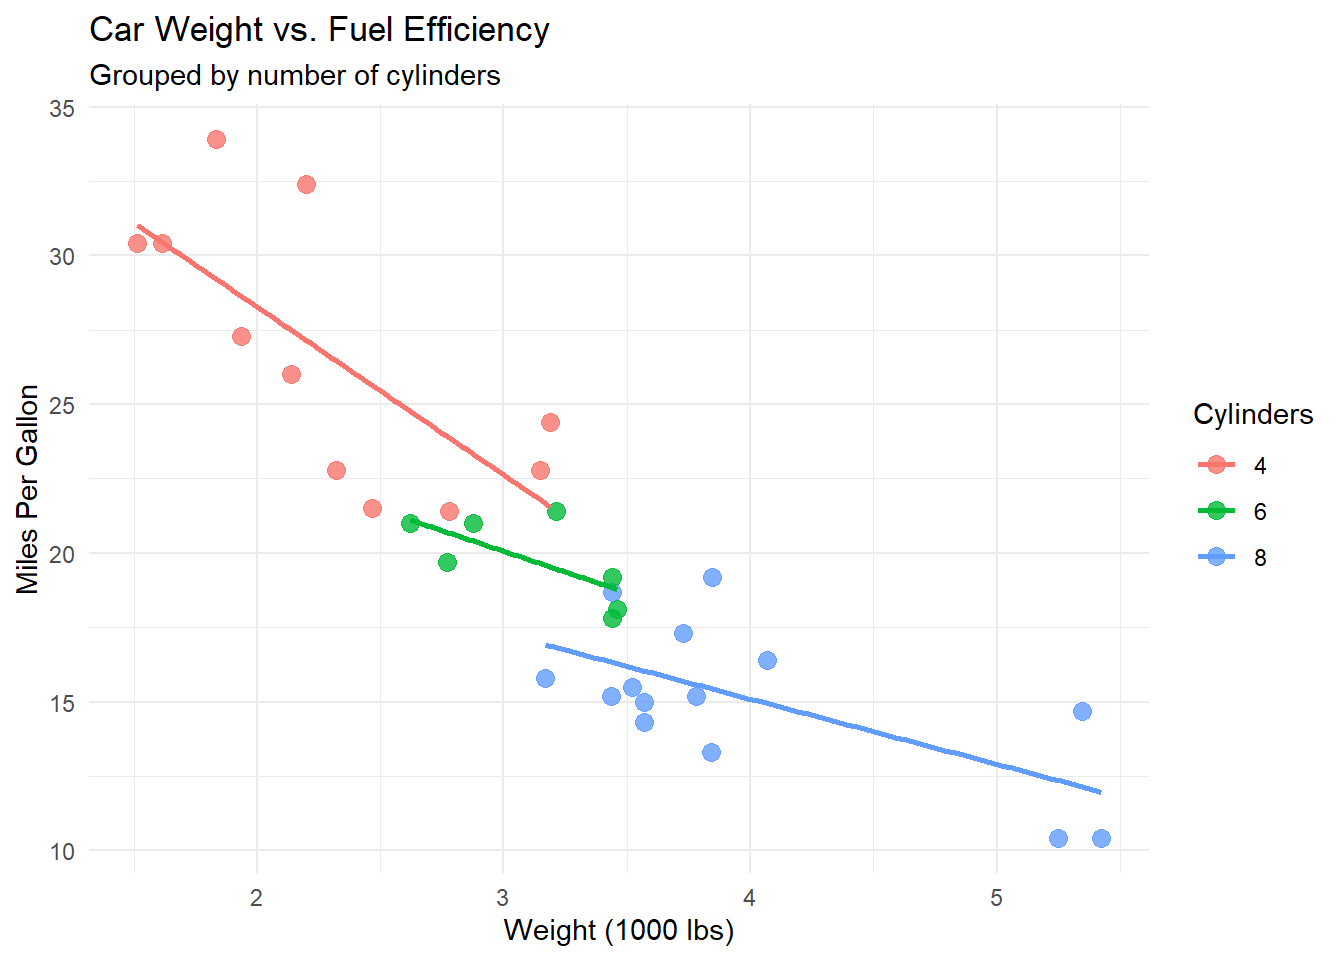 Car Weight vs. Fuel Efficiency
Grouped by number of cylinders
35
30
25
20
15
10
Miles Per Gallon
2 3 4 5
Weight (1000 lbs)
Cylinders
4
6
8